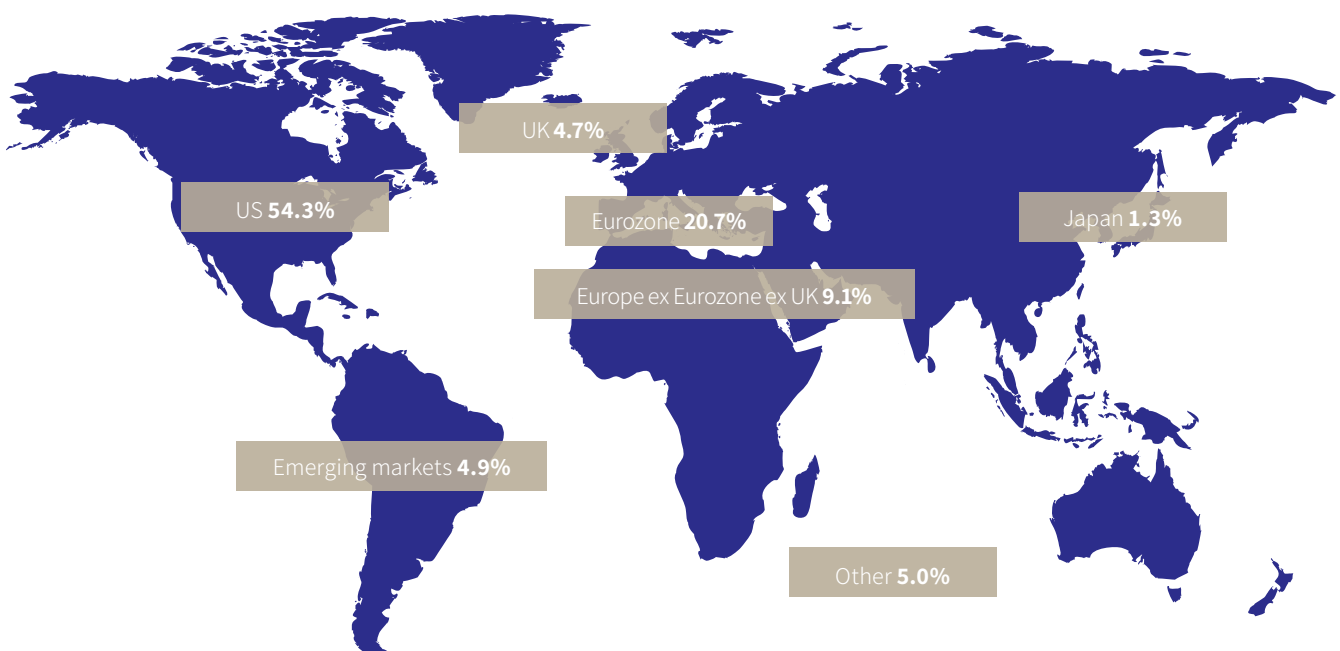 UK 4.7%
US 54.3%
Eurozone 20.7%
Japan 1.3%
Europe ex Eurozone ex UK 9.1%
Emerging markets 4.9%
Other 5.0%